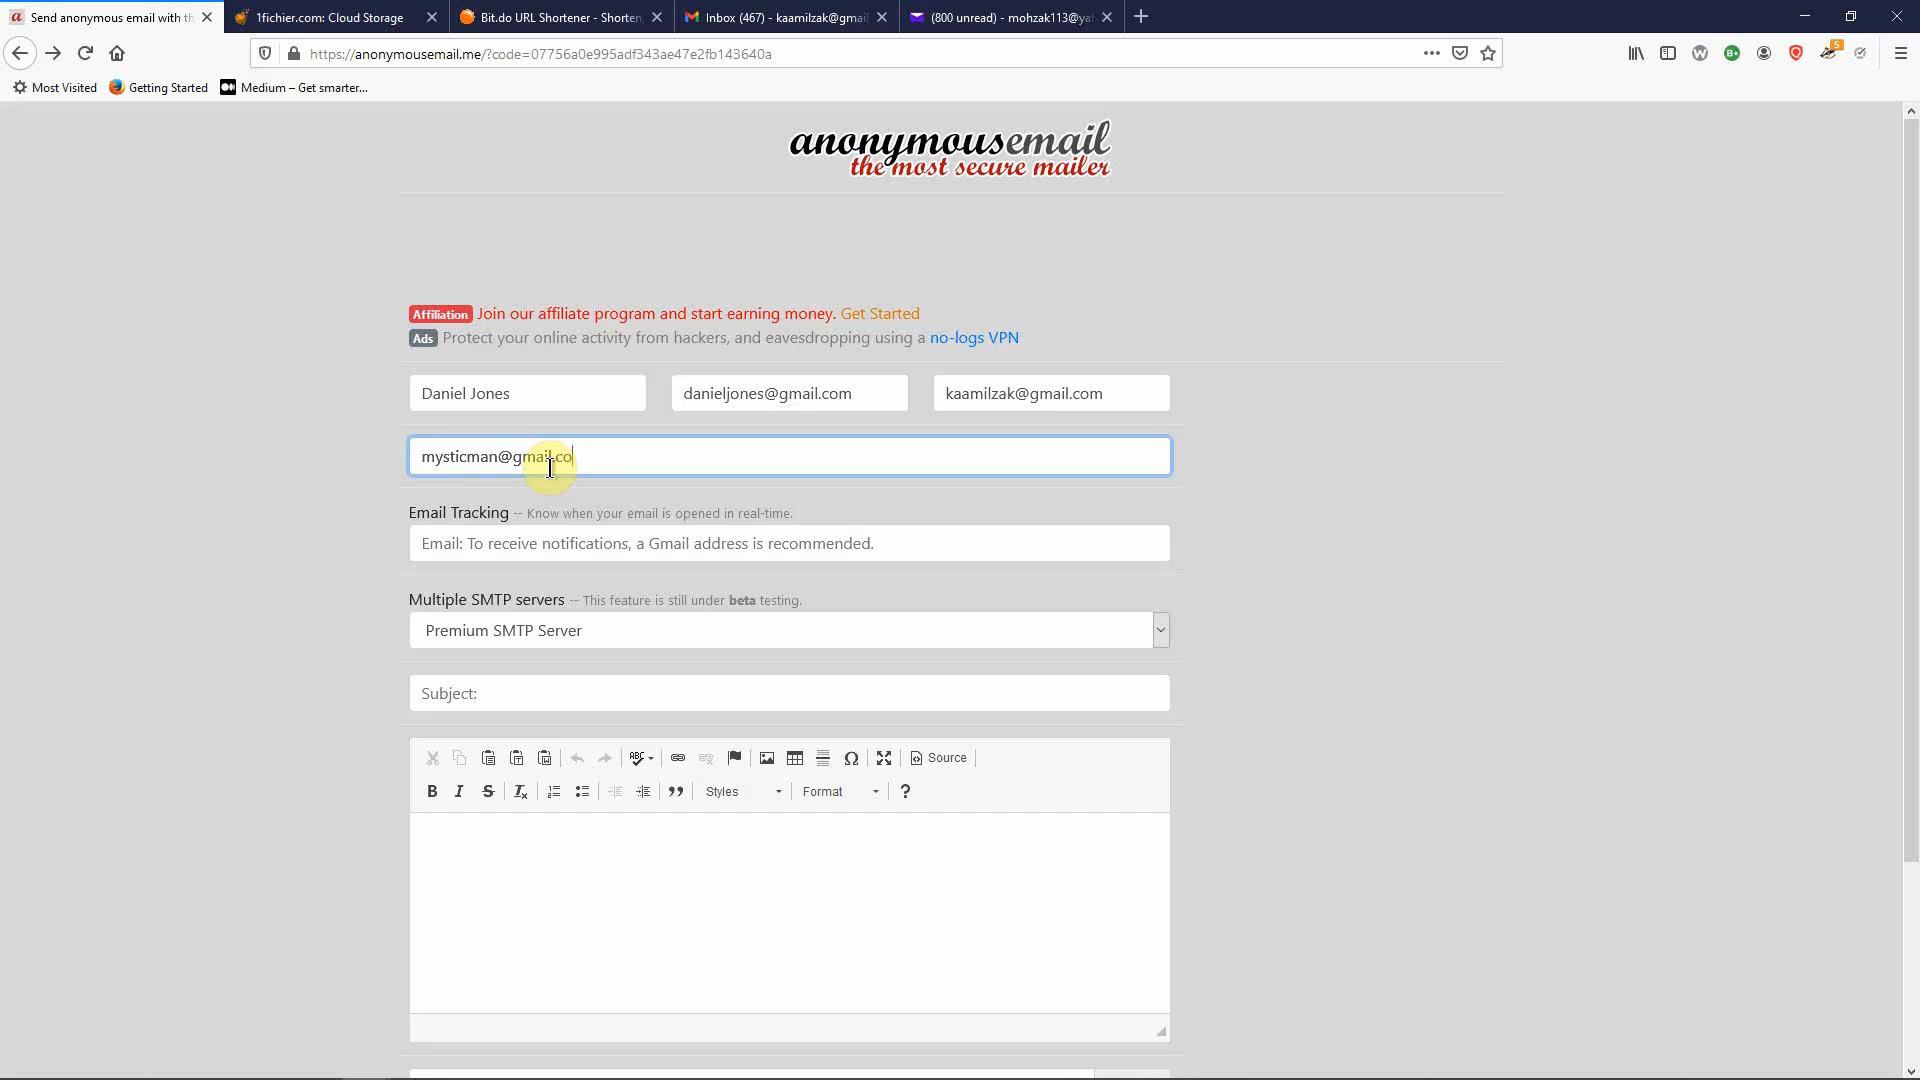 Send anonymous email with th
1fichier.com: Cloud Storage
Bit.do URL Shortener - Shorten,
Inbox (467) - kaamilzak@gmail
(800 unread) - mohzak113@ya
https://anonymousemail.me/?code=07756a0e995adf343ae47e2fb143640a
5
Most Visited
Getting Started
Medium – Get smarter...
anonymousemail
the most secure mailer
Affiliation Join our affiliate program and start earning money. Get Started
Ads Protect your online activity from hackers, and eavesdropping using a no-logs VPN
Daniel Jones
danieljones@gmail.com
kaamilzak@gmail.com
mysticman@gmail.co
Email Tracking -- Know when your email is opened in real-time.
Email: To receive notifications, a Gmail address is recommended.
Multiple SMTP servers -- This feature is still under beta testing.
Premium SMTP Server
Subject:
Source
Styles
Format